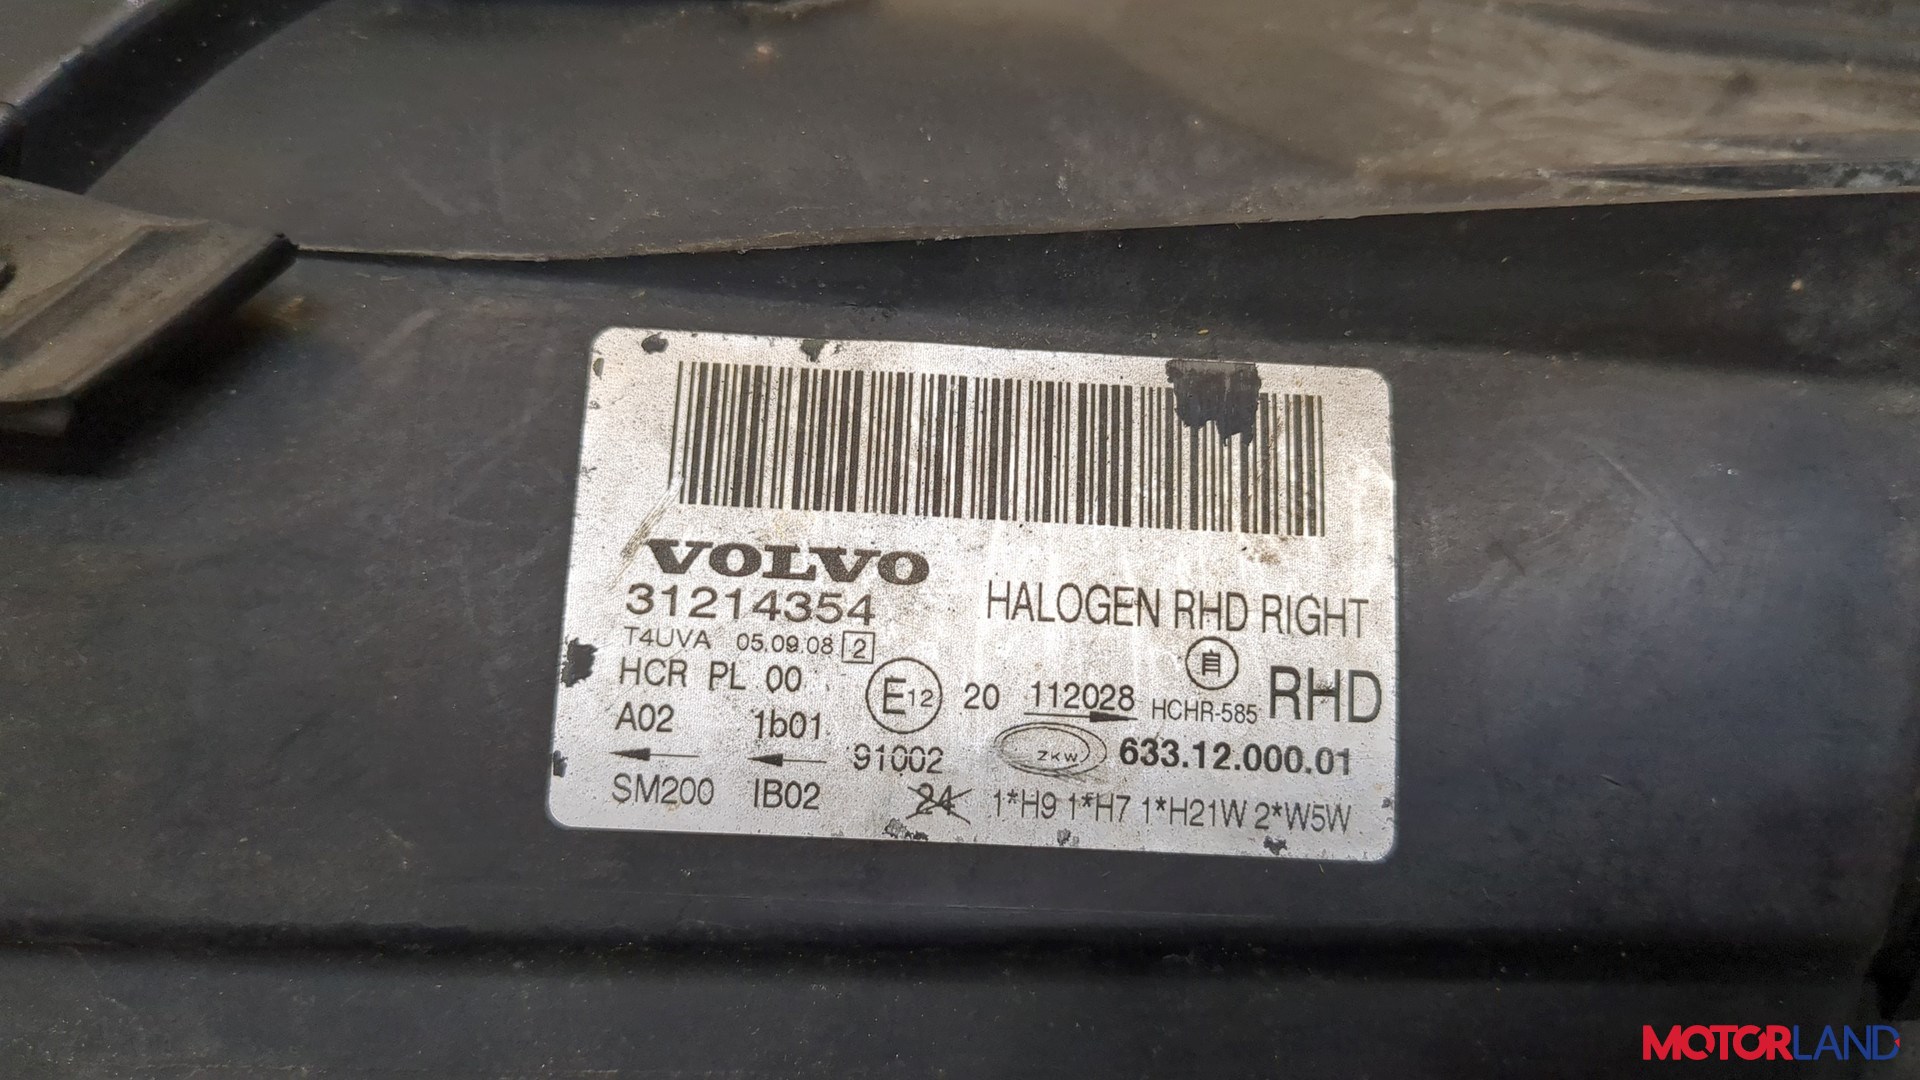 VOLVO
31214354
HALOGEN RHD RIGHT
T4UVA 05.09.08 2
自
HCR PL 00
E12 20 112028 HCHR-585 RHD
A02 1b01
91002 ZKW 633.12.000.01
SM200 IB02 24 1*H9 1*H7 1*H21W 2*W5W
MOTORLAND